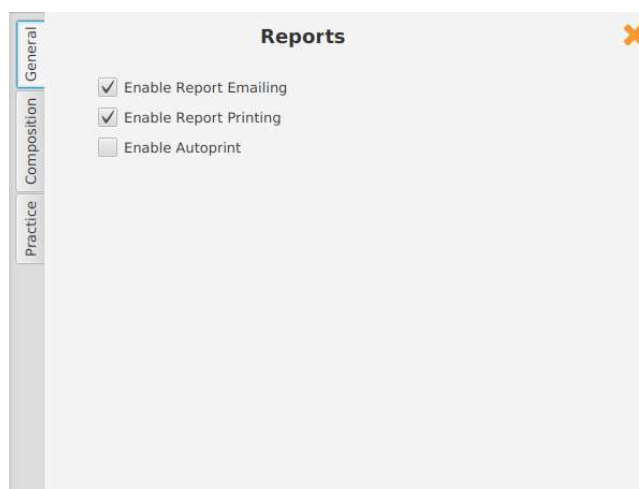 Reports
General
Composition
Practice
Enable Report Emailing
Enable Report Printing
Enable Autoprint